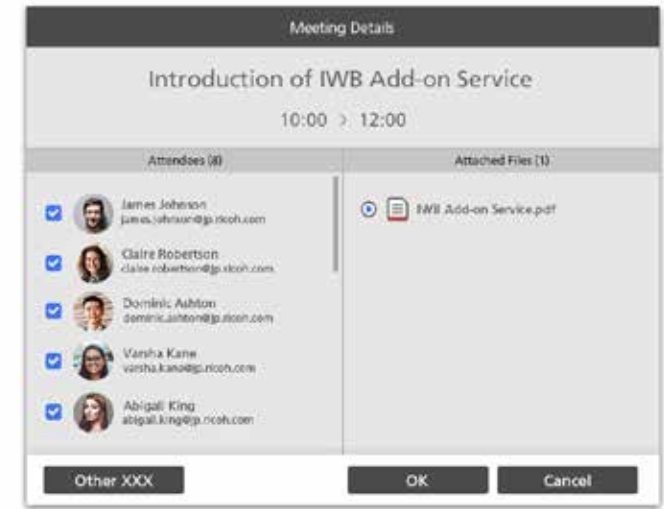 Meeting Details
Introduction of IWB Add-on Service
10:00 > 12:00
Attendees (8)
Attached Files (1)
James Johnson
james.johnson@jp.ricoh.com
IWB Add-on Service.pdf
Claire Robertson
claire.robertson@jp.ricoh.com
Dominic Ashton
dominic.ashton@jp.ricoh.com
Varsha Kane
varsha.kane@jp.ricoh.com
Abigail King
abigail.king@jp.ricoh.com
Other XXX
OK
Cancel